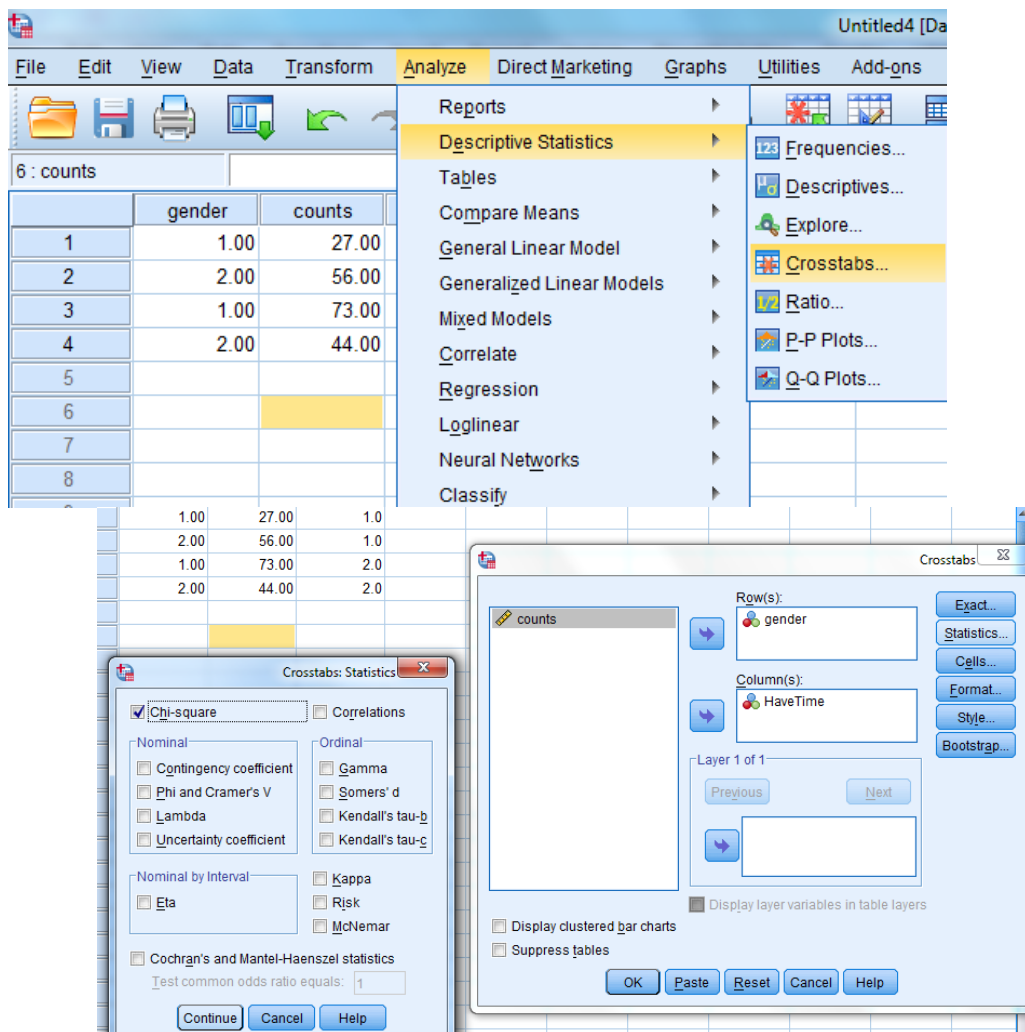 Untitled4 [Da
File Edit View Data Transform Analyze Direct Marketing Graphs Utilities Add-ons
6 : counts
gender counts
1 1.00 27.00
2 2.00 56.00
3 1.00 73.00
4 2.00 44.00
5
6
7
8
Reports
Descriptive Statistics
Tables
Compare Means
General Linear Model
Generalized Linear Models
Mixed Models
Correlate
Regression
Loglinear
Neural Networks
Classify
123 Frequencies...
Descriptives...
Explore...
Crosstabs...
1/2 Ratio...
P-P Plots...
Q-Q Plots...
1.00 27.00 1.0
2.00 56.00 1.0
1.00 73.00 2.0
2.00 44.00 2.0
Crosstabs: Statistics
Chi-square Correlations
Nominal Ordinal
Contingency coefficient Gamma
Phi and Cramer's V Somers' d
Lambda Kendall's tau-b
Uncertainty coefficient Kendall's tau-c
Nominal by Interval Kappa
Eta Risk
McNemar
Cochran's and Mantel-Haenszel statistics
Test common odds ratio equals: 1
Continue Cancel Help
Crosstabs
counts
Row(s):
gender
Column(s):
HaveTime
Layer 1 of 1
Previous Next
Display layer variables in table layers
Exact...
Statistics...
Cells...
Format...
Style...
Bootstrap...
Display clustered bar charts
Suppress tables
OK Paste Reset Cancel Help